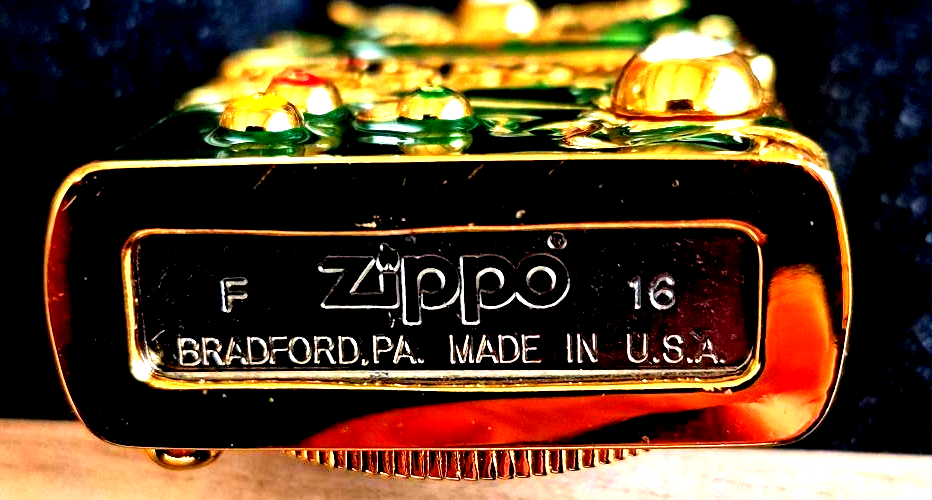 F Zippo® 16
BRADFORD,PA. MADE IN U.S.A.